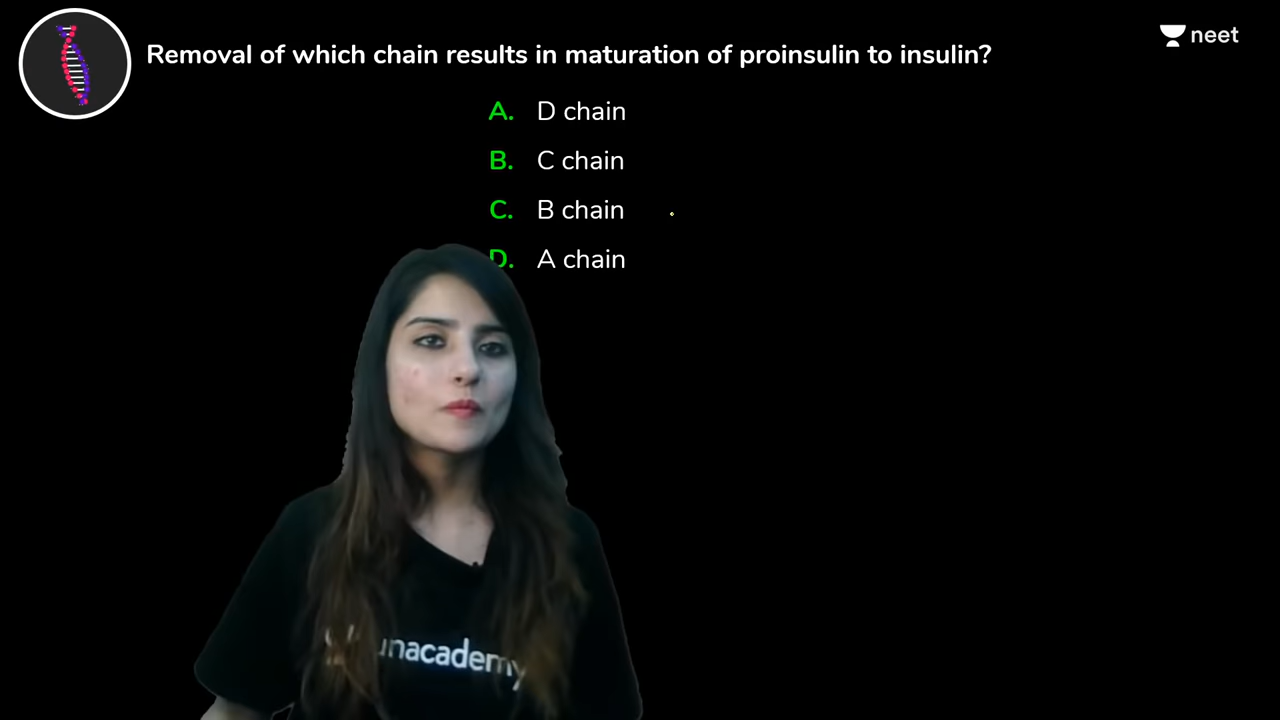 Removal of which chain results in maturation of proinsulin to insulin?
neet
A. D chain
B. C chain
C. B chain
D. A chain
unacademy